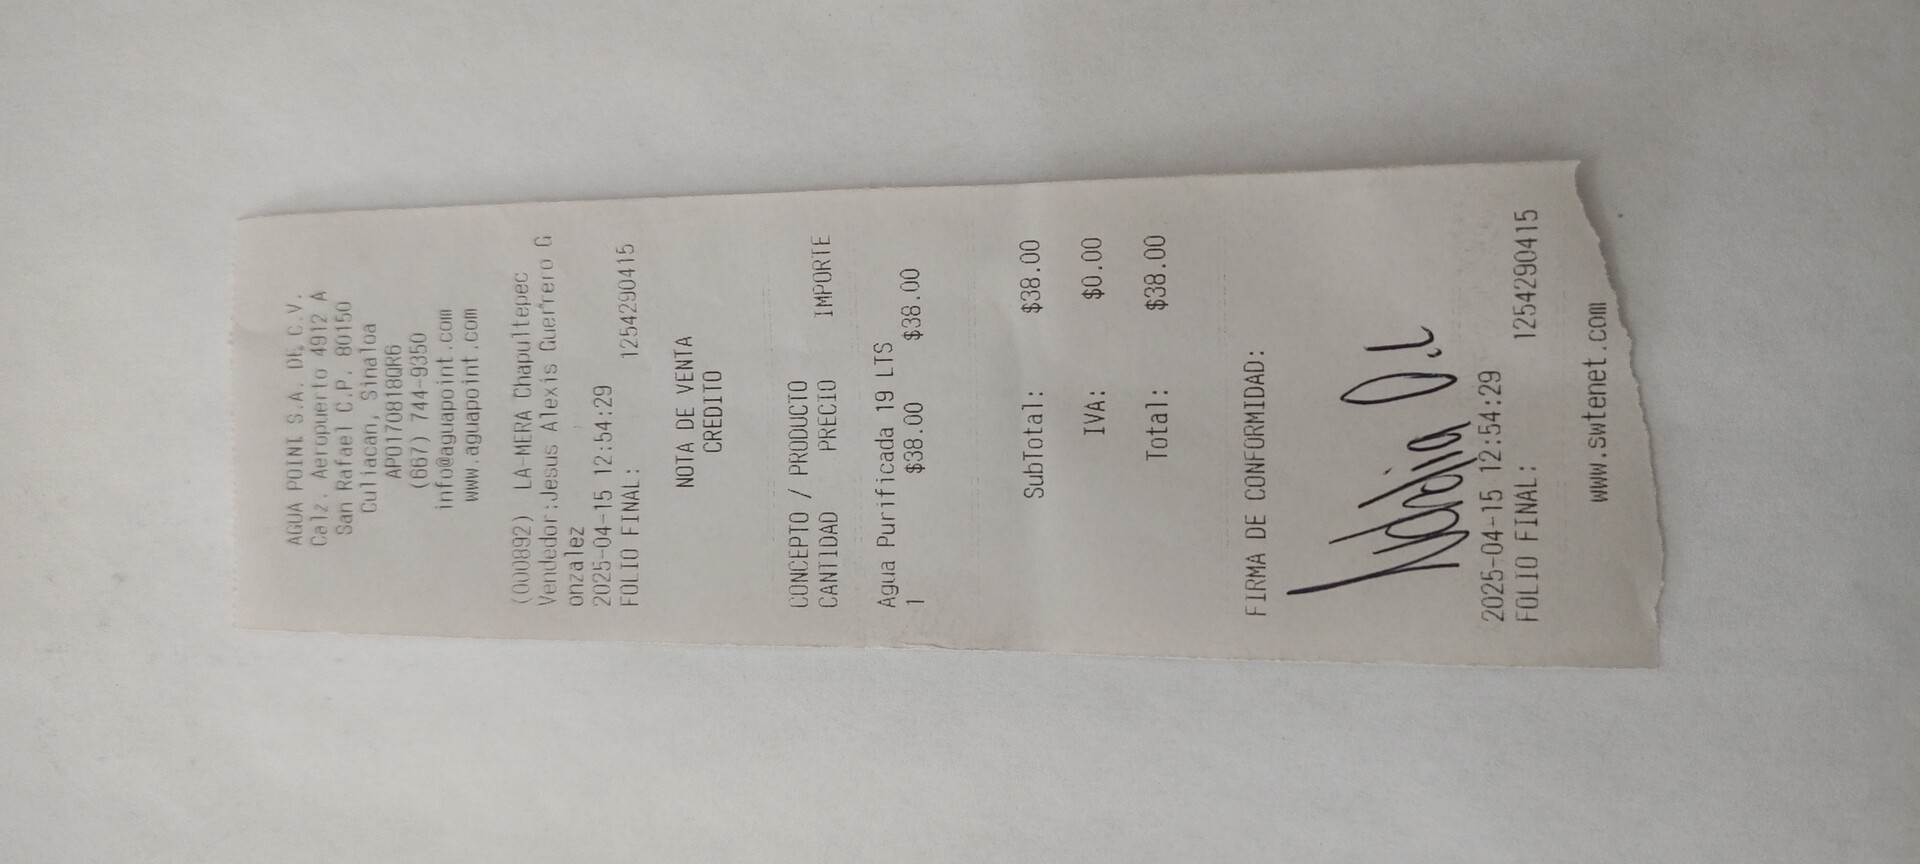 AGUA POINT S.A. DE C.V.
Calz. Aeropuerto 4912 A
San Rafael C.P. 80150
Culiacan, Sinaloa
APO170818QR6
(667) 744-9350
info@aguapoint.com
www.aguapoint.com
(000892) LA-MERA Chapultepec
Vendedor:Jesus Alexis Guerrero G
onzalez
2025-04-15 12:54:29
FOLIO FINAL: 1254290415
NOTA DE VENTA
CREDITO
CONCEPTO / PRODUCTO
CANTIDAD PRECIO IMPORTE
Agua Purificada 19 LTS
1 $38.00 $38.00
SubTotal: $38.00
IVA: $0.00
Total: $38.00
FIRMA DE CONFORMIDAD:
Nadia O.L
2025-04-15 12:54:29
FOLIO FINAL: 1254290415
www.swtenet.com